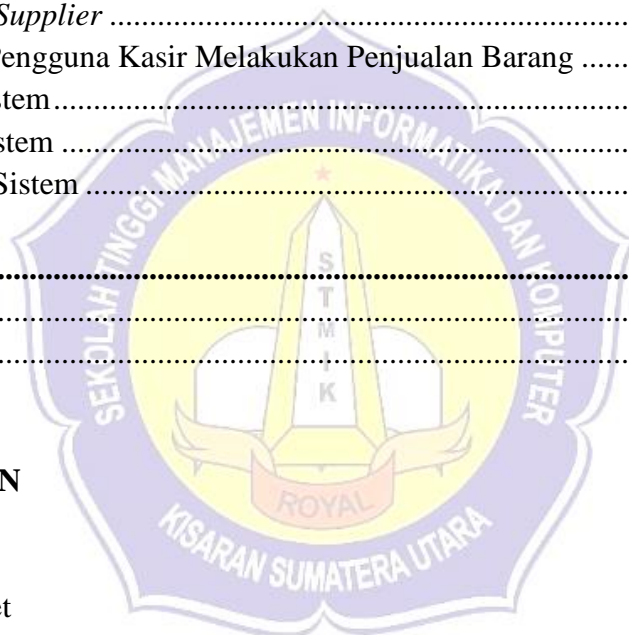 Supplier ................................................................................
Pengguna Kasir Melakukan Penjualan Barang ......
stem........................................................................................
stem ......................................................................................
Sistem ..................................................................................
................................................................................................
................................................................................................
................................................................................................
N
et
SEKOLAH TINGGI MANAJEMEN INFORMATIKA DAN KOMPUTER
S
T
M
I
K
ROYAL
KISARAN SUMATERA UTARA